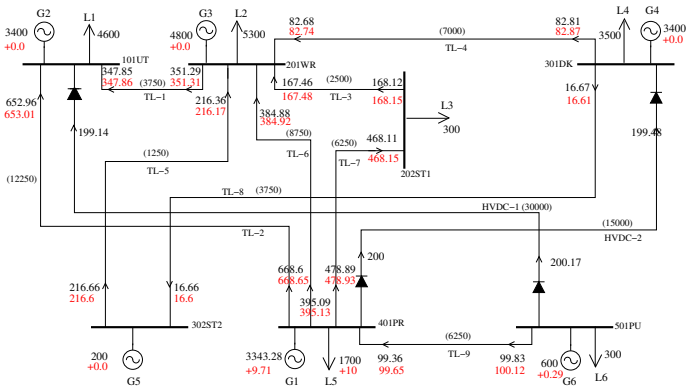 G2
3400
+0.0
L1
4600
G3
4800
+0.0
L2
5300
82.68
82.74
(7000)
TL−4
82.81
82.87
L4
3500
G4
3400
+0.0
101UT
201WR
301DK
347.85
347.86
(3750)
TL−1
351.29
351.31
167.46
167.48
(2500)
TL−3
168.12
168.15
16.67
16.61
652.96
653.01
199.14
216.36
216.17
384.88
384.92
(8750)
TL−6
(6250)
TL−7
468.11
468.15
L3
300
202ST1
199.48
(1250)
TL−5
(12250)
TL−8
(3750)
HVDC−1 (30000)
TL−2
(15000)
HVDC−2
216.66
216.6
16.66
16.6
668.6
668.65
395.09
395.13
478.89
478.93
200
200.17
302ST2
401PR
501PU
200
+0.0
G5
3343.28
+9.71
G1
1700
+10
L5
99.36
99.65
(6250)
TL−9
99.83
100.12
600
+0.29
G6
300
L6